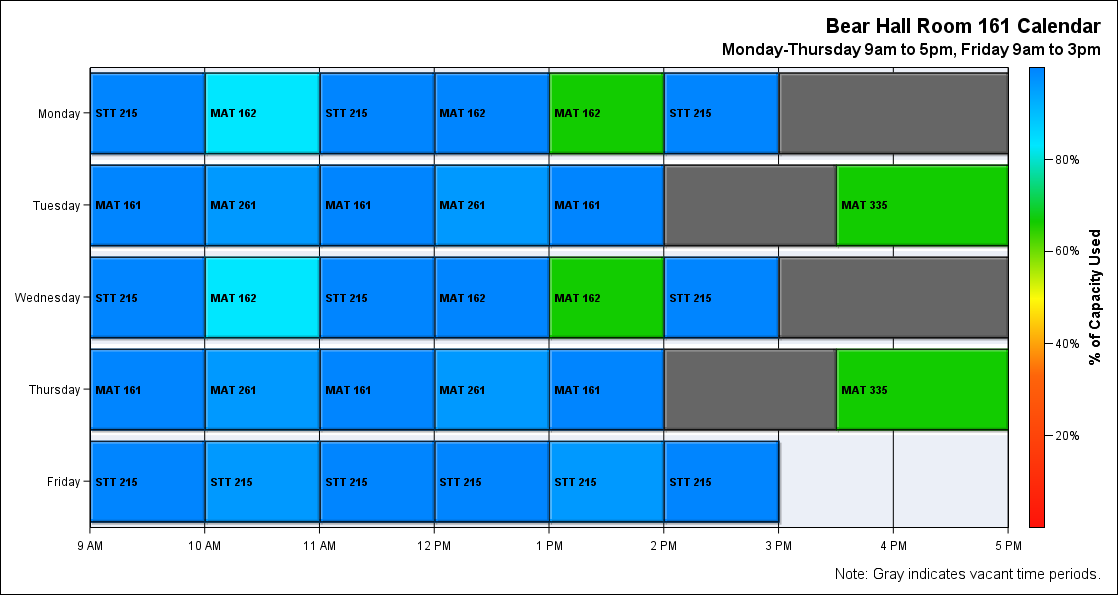 Bear Hall Room 161 Calendar
Monday-Thursday 9am to 5pm, Friday 9am to 3pm
Monday STT 215 MAT 162 STT 215 MAT 162 MAT 162 STT 215
80%
Tuesday MAT 161 MAT 261 MAT 161 MAT 261 MAT 161 MAT 335
60%
% of Capacity Used
Wednesday STT 215 MAT 162 STT 215 MAT 162 MAT 162 STT 215
40%
Thursday MAT 161 MAT 261 MAT 161 MAT 261 MAT 161 MAT 335
20%
Friday STT 215 STT 215 STT 215 STT 215 STT 215 STT 215
9 AM 10 AM 11 AM 12 PM 1 PM 2 PM 3 PM 4 PM 5 PM
Note: Gray indicates vacant time periods.